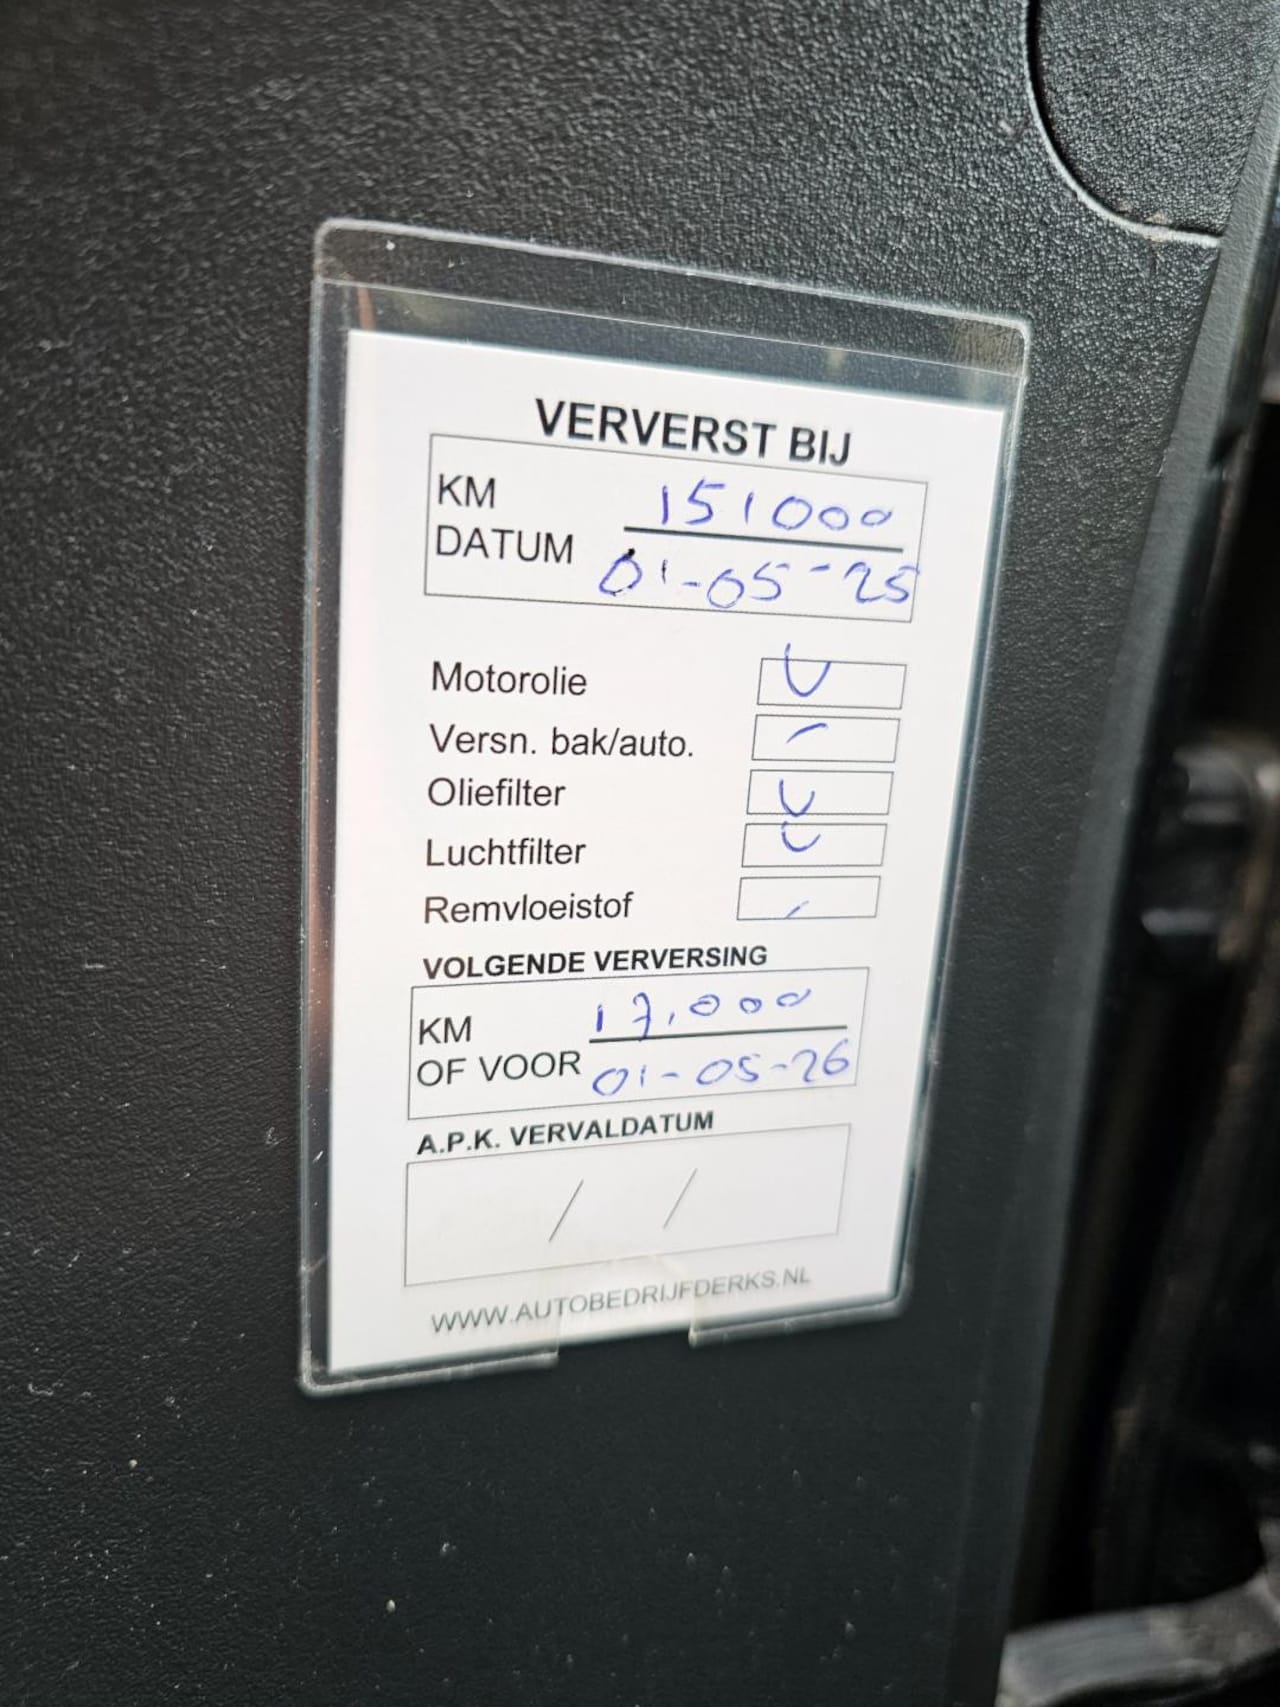 VERVERST BIJ
KM 151000
DATUM 01-05-25
Motorolie
Versn. bak/auto. -
Oliefilter
Luchtfilter
Remvloeistof -
VOLGENDE VERVERSING
KM 17,000
OF VOOR 01-05-26
A.P.K. VERVALDATUM
/ /
WWW.AUTOBEDRIJFDERKS.NL